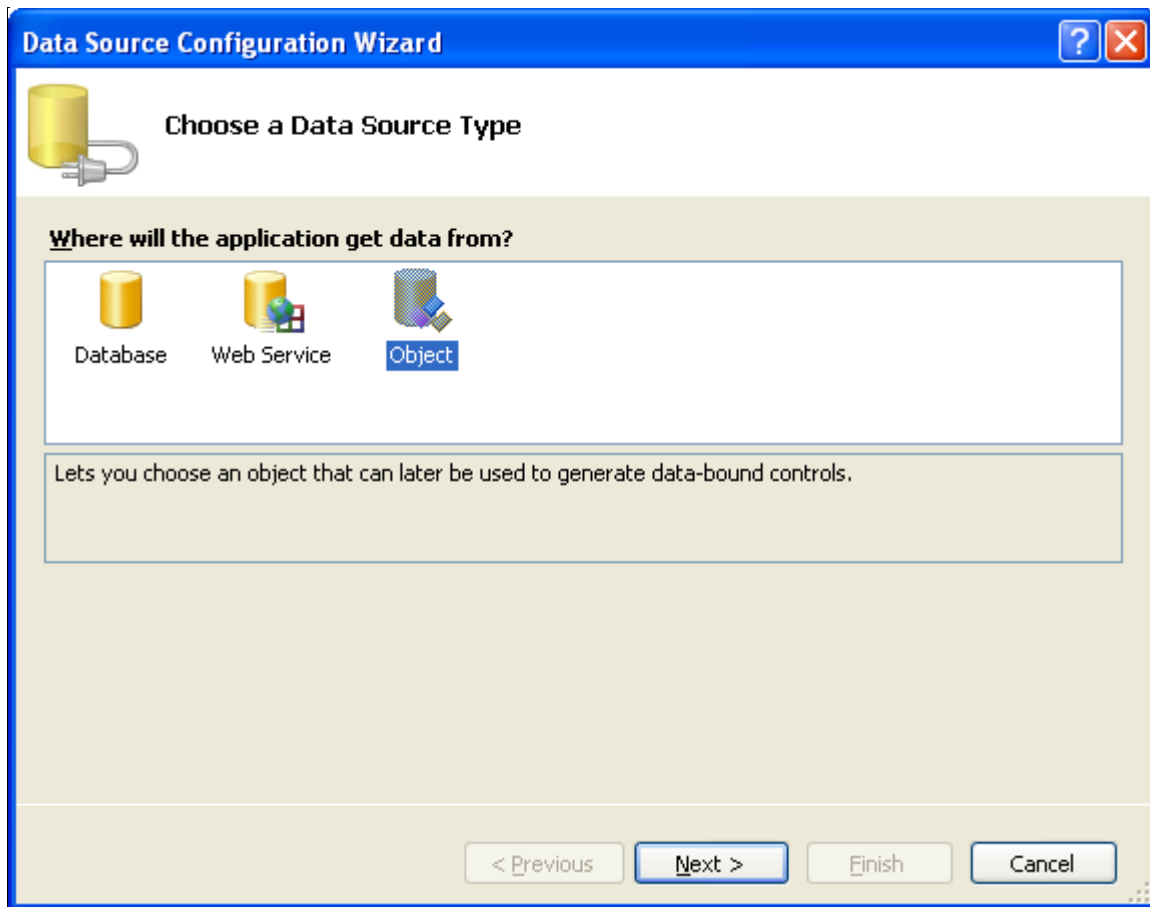 Data Source Configuration Wizard
Choose a Data Source Type
Where will the application get data from?
Database
Web Service
Object
Lets you choose an object that can later be used to generate data-bound controls.
< Previous
Next >
Finish
Cancel